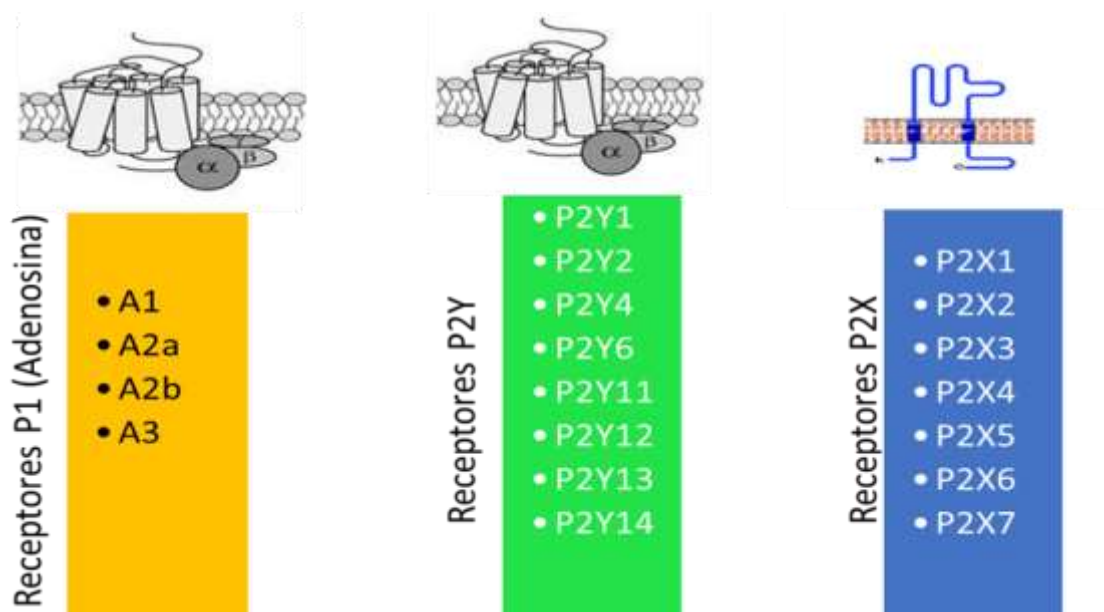 α
β
α
β
Receptores P1 (Adenosina)
• A1
• A2a
• A2b
• A3
Receptores P2Y
• P2Y1
• P2Y2
• P2Y4
• P2Y6
• P2Y11
• P2Y12
• P2Y13
• P2Y14
Receptores P2X
• P2X1
• P2X2
• P2X3
• P2X4
• P2X5
• P2X6
• P2X7